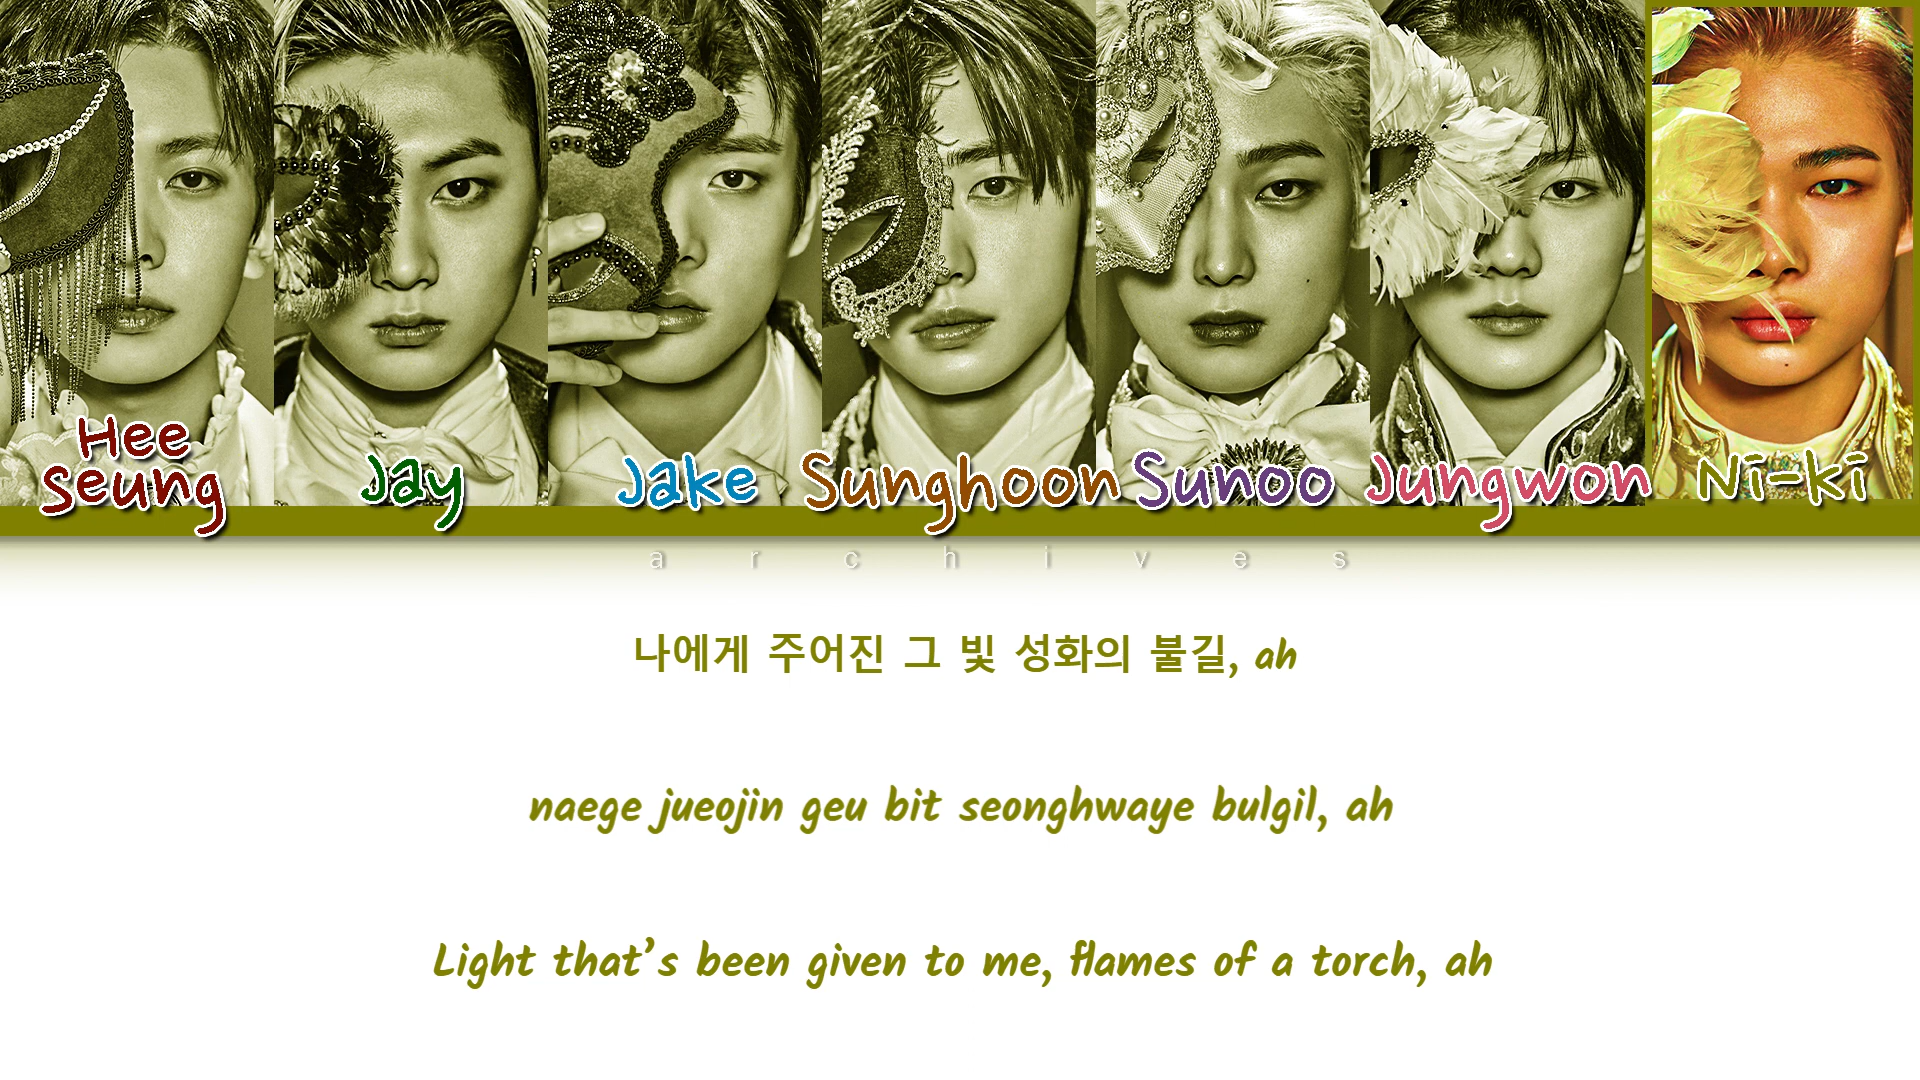 Hee
seung
Jay
Jake
Sunghoon
Sunoo
Jungwon
Ni-ki
archives
나에게 주어진 그 빛 성화의 불길, ah
naege jueojin geu bit seonghwaye bulgil, ah
Light that’s been given to me, flames of a torch, ah